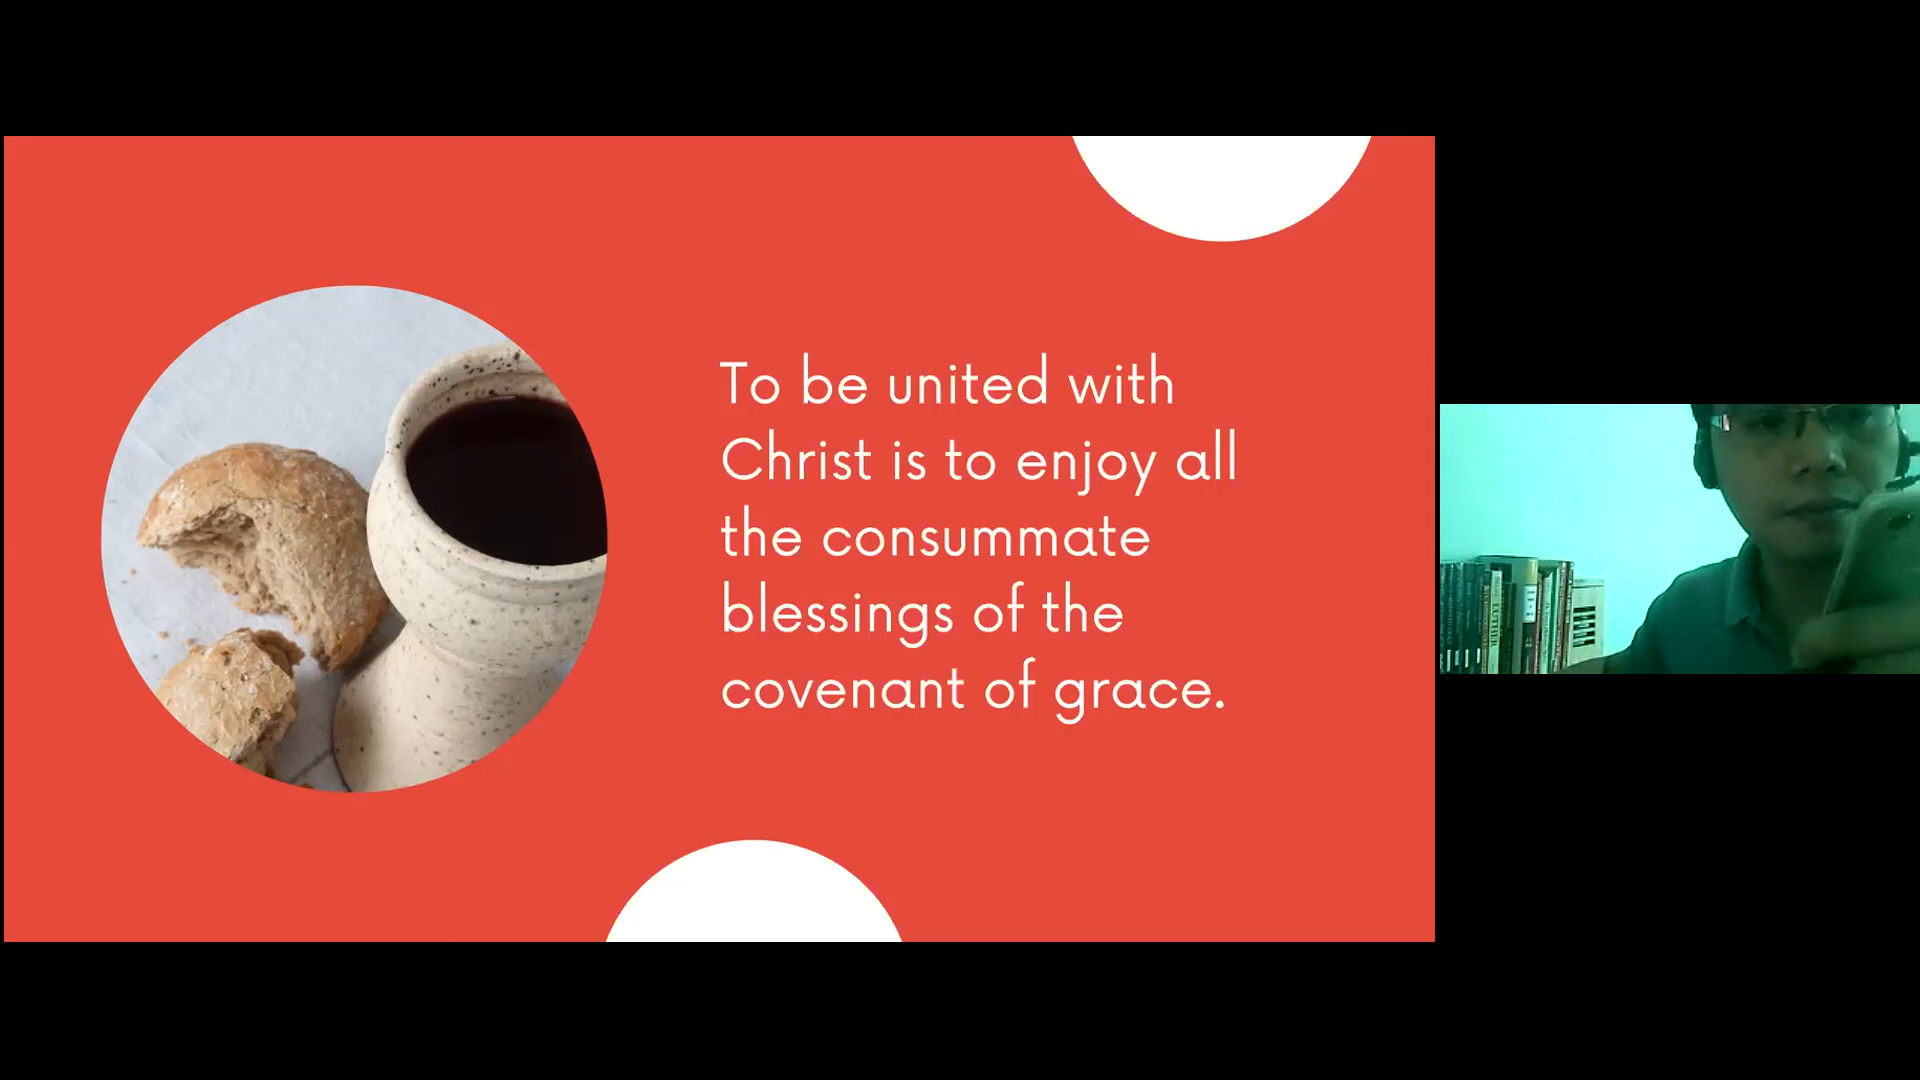 To be united with
Christ is to enjoy all
the consummate
blessings of the
covenant of grace.